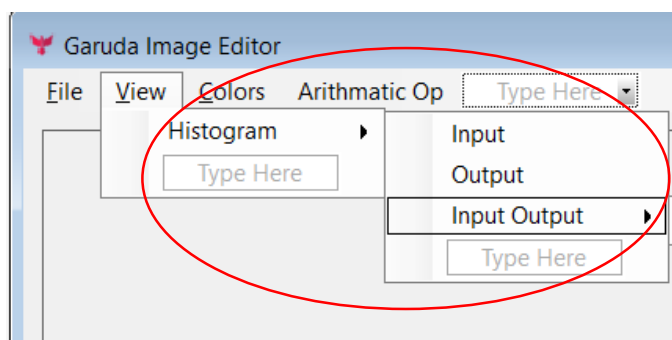 Garuda Image Editor
File View Colors Arithmatic Op Type Here
Histogram
Type Here
Input
Output
Input Output
Type Here